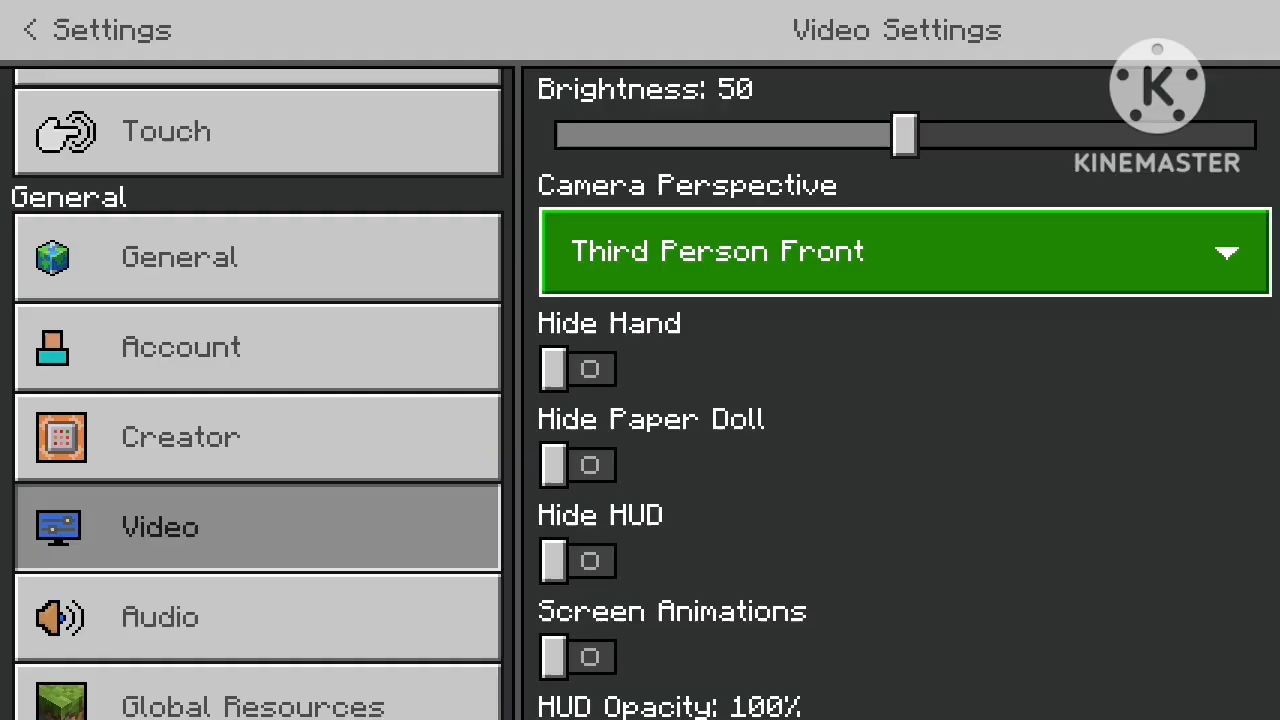 Settings
Video Settings
Touch
General
General
Account
Creator
Video
Audio
Global Resources
Brightness: 50
Camera Perspective
Third Person Front
Hide Hand
Hide Paper Doll
Hide HUD
Screen Animations
HUD Opacity: 100%
K
KINEMASTER